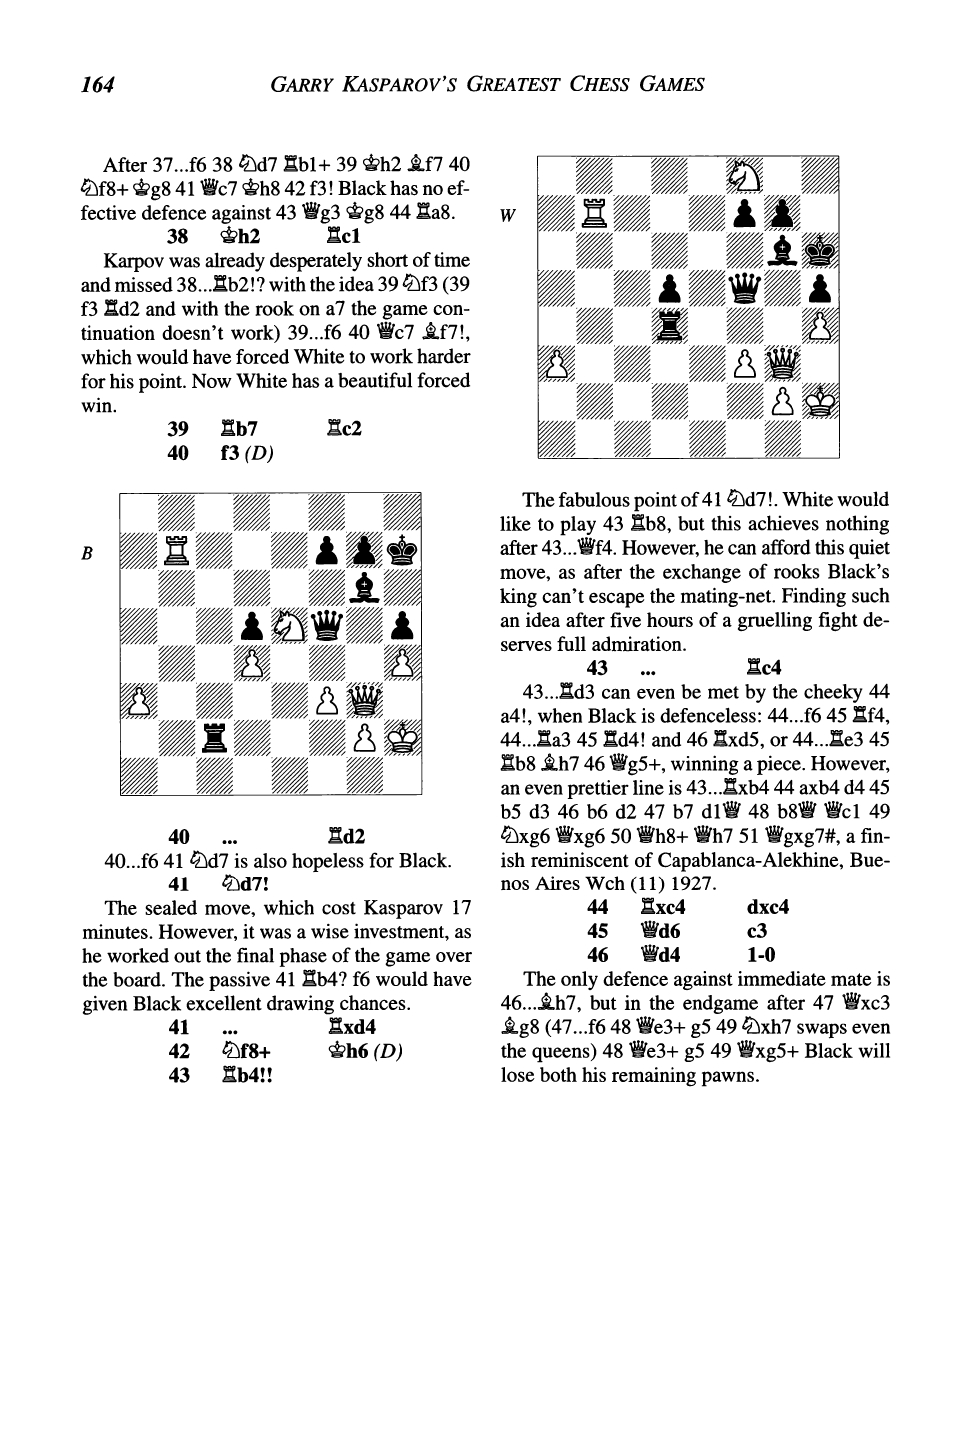 164 GARRY KASPAROV'S GREATEST CHESS GAMES
After 37...f6 38 ♘d7 ♖b1+ 39 ♔h2 ♗f7 40
♘f8+ ♔g8 41 ♕c7 ♔h8 42 f3! Black has no ef-
fective defence against 43 ♕g3 ♔g8 44 ♖a8.
38 ♔h2 ♖c1
Karpov was already desperately short of time
and missed 38...♖b2!? with the idea 39 ♘f3 (39
f3 ♖d2 and with the rook on a7 the game con-
tinuation doesn't work) 39...f6 40 ♕c7 ♗f7!,
which would have forced White to work harder
for his point. Now White has a beautiful forced
win.
39 ♖b7 ♖c2
40 f3 (D)
B
40 ... ♖d2
40...f6 41 ♘d7 is also hopeless for Black.
41 ♘d7!
The sealed move, which cost Kasparov 17
minutes. However, it was a wise investment, as
he worked out the final phase of the game over
the board. The passive 41 ♖b4? f6 would have
given Black excellent drawing chances.
41 ... ♖xd4
42 ♘f8+ ♔h6 (D)
43 ♖b4!!
W
The fabulous point of 41 ♘d7!. White would
like to play 43 ♖b8, but this achieves nothing
after 43...♕f4. However, he can afford this quiet
move, as after the exchange of rooks Black's
king can't escape the mating-net. Finding such
an idea after five hours of a gruelling fight de-
serves full admiration.
43 ... ♖c4
43...♖d3 can even be met by the cheeky 44
a4!, when Black is defenceless: 44...f6 45 ♖f4,
44...♖a3 45 ♖d4! and 46 ♖xd5, or 44...♖e3 45
♖b8 ♗h7 46 ♕g5+, winning a piece. However,
an even prettier line is 43...♖xb4 44 axb4 d4 45
b5 d3 46 b6 d2 47 b7 d1♕ 48 b8♕ ♕c1 49
♘xg6 ♕xg6 50 ♕h8+ ♕h7 51 ♕gxg7#, a fin-
ish reminiscent of Capablanca-Alekhine, Bue-
nos Aires Wch (11) 1927.
44 ♖xc4 dxc4
45 ♕d6 c3
46 ♕d4 1-0
The only defence against immediate mate is
46...♗h7, but in the endgame after 47 ♕xc3
♗g8 (47...f6 48 ♕e3+ g5 49 ♘xh7 swaps even
the queens) 48 ♕e3+ g5 49 ♕xg5+ Black will
lose both his remaining pawns.